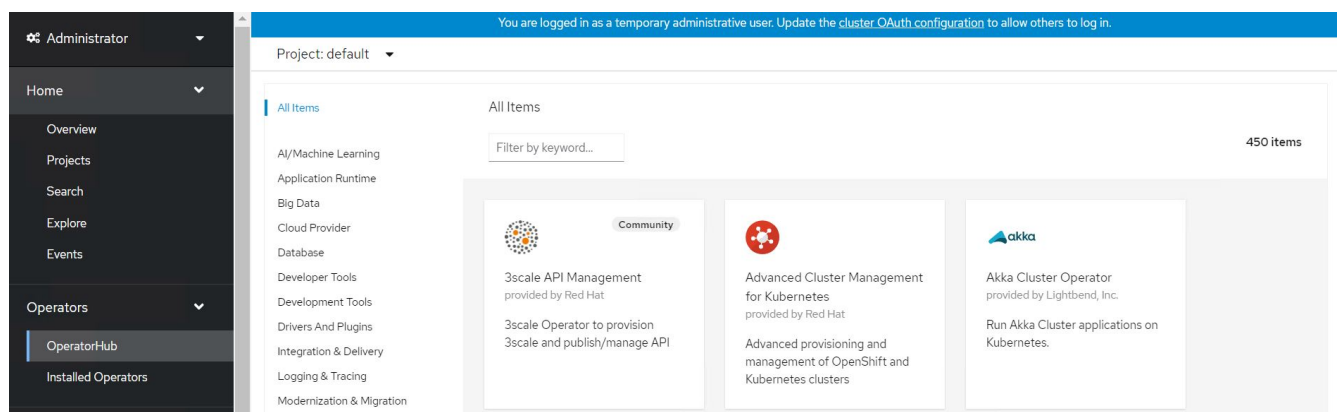 Administrator
Home
Overview
Projects
Search
Explore
Events
Operators
OperatorHub
Installed Operators
You are logged in as a temporary administrative user. Update the cluster OAuth configuration to allow others to log in.
Project: default
All Items
AI/Machine Learning
Application Runtime
Big Data
Cloud Provider
Database
Developer Tools
Development Tools
Drivers And Plugins
Integration & Delivery
Logging & Tracing
Modernization & Migration
All Items
Filter by keyword...
450 items
Community
3scale API Management
provided by Red Hat
3scale Operator to provision
3scale and publish/manage API
Advanced Cluster Management
for Kubernetes
provided by Red Hat
Advanced provisioning and
management of OpenShift and
Kubernetes clusters
akka
Akka Cluster Operator
provided by Lightbend, Inc.
Run Akka Cluster applications on
Kubernetes.